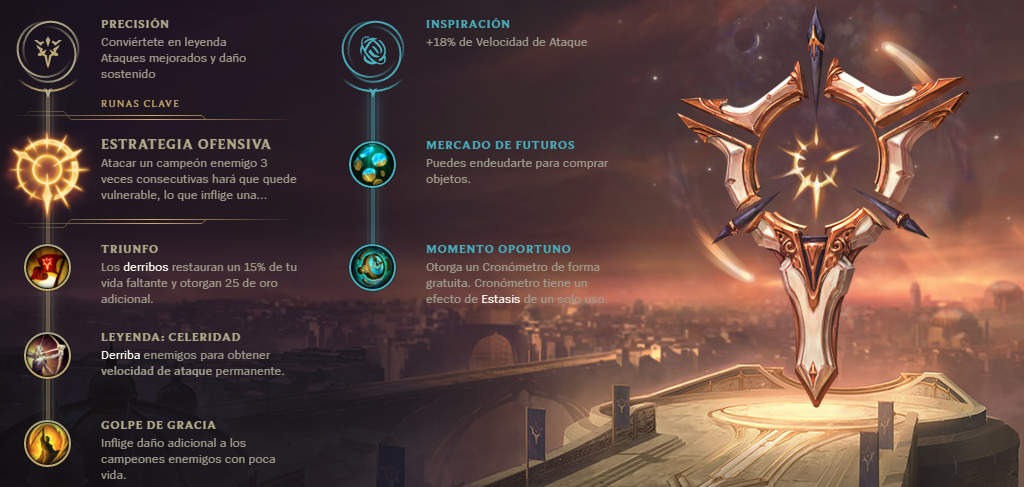 PRECISIÓN
Conviértete en leyenda
Ataques mejorados y daño
sostenido
RUNAS CLAVE
ESTRATEGIA OFENSIVA
Atacar un campeón enemigo 3
veces consecutivas hará que quede
vulnerable, lo que inflige una...
TRIUNFO
Los derribos restauran un 15% de tu
vida faltante y otorgan 25 de oro
adicional.
LEYENDA: CELERIDAD
Derriba enemigos para obtener
velocidad de ataque permanente.
GOLPE DE GRACIA
Inflige daño adicional a los
campeones enemigos con poca
vida.
INSPIRACIÓN
+18% de Velocidad de Ataque
MERCADO DE FUTUROS
Puedes endeudarte para comprar
objetos.
MOMENTO OPORTUNO
Otorga un Cronómetro de forma
gratuita. Cronómetro tiene un
efecto de Estasis de un solo uso.